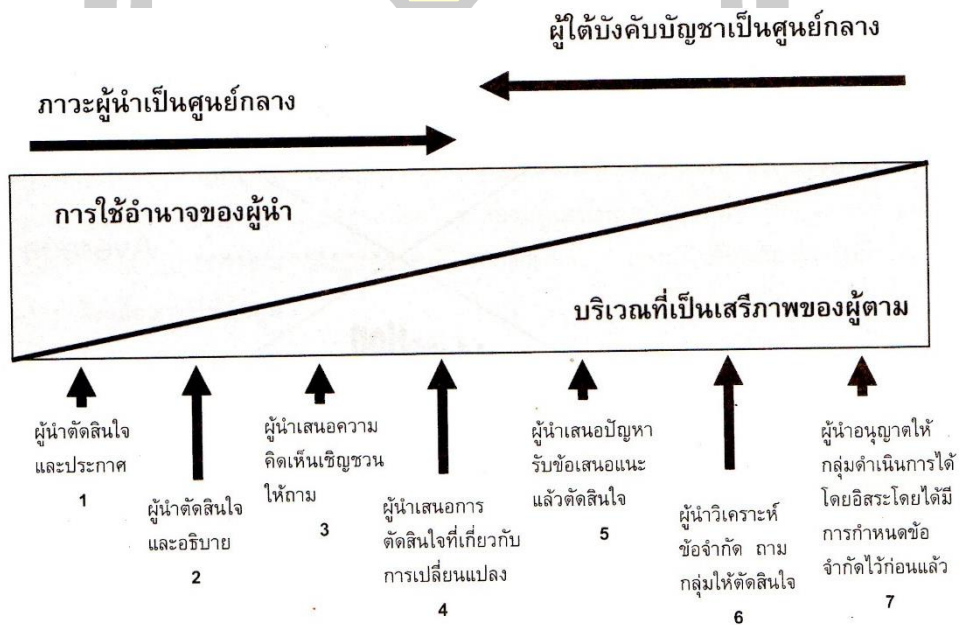 ผู้ใต้บังคับบัญชาเป็นศูนย์กลาง
ภาวะผู้นำเป็นศูนย์กลาง
การใช้อำนาจของผู้นำ
บริเวณที่เป็นเสรีภาพของผู้ตาม
ผู้นำตัดสินใจ
และประกาศ
1
ผู้นำตัดสินใจ
และอธิบาย
2
ผู้นำเสนอความ
คิดเห็นเชิญชวน
ให้ถาม
3
ผู้นำเสนอการ
ตัดสินใจที่เกี่ยวกับ
การเปลี่ยนแปลง
4
ผู้นำเสนอปัญหา
รับข้อเสนอแนะ
แล้วตัดสินใจ
5
ผู้นำวิเคราะห์
ข้อจำกัด ถาม
กลุ่มให้ตัดสินใจ
6
ผู้นำอนุญาตให้
กลุ่มดำเนินการได้
โดยอิสระโดยได้มี
การกำหนดข้อ
จำกัดไว้ก่อนแล้ว
7